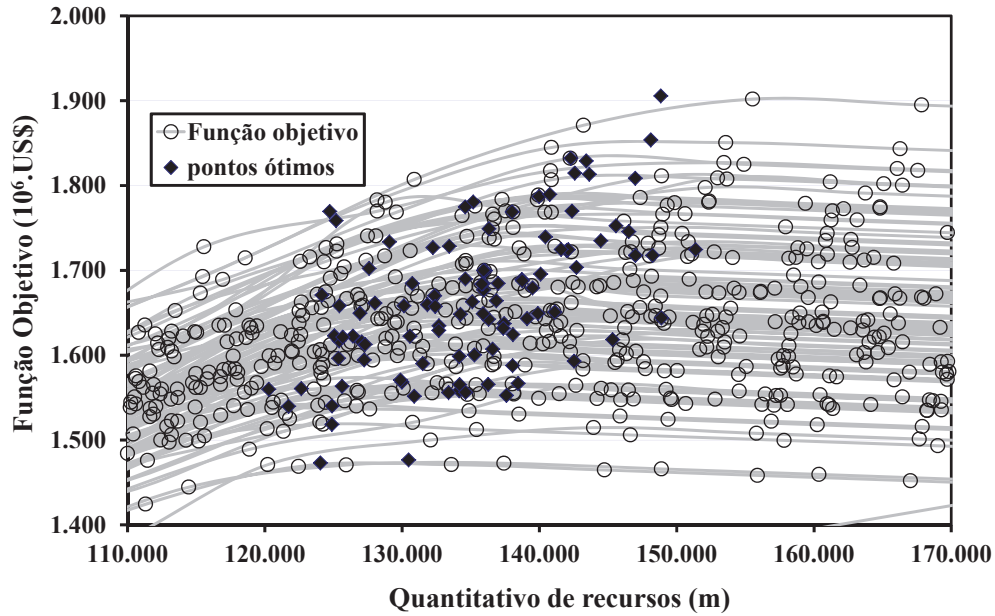 2.000
1.900
1.800
1.700
1.600
1.500
1.400
Função Objetivo (10⁶.US$)
Função objetivo
pontos ótimos
110.000 120.000 130.000 140.000 150.000 160.000 170.000
Quantitativo de recursos (m)